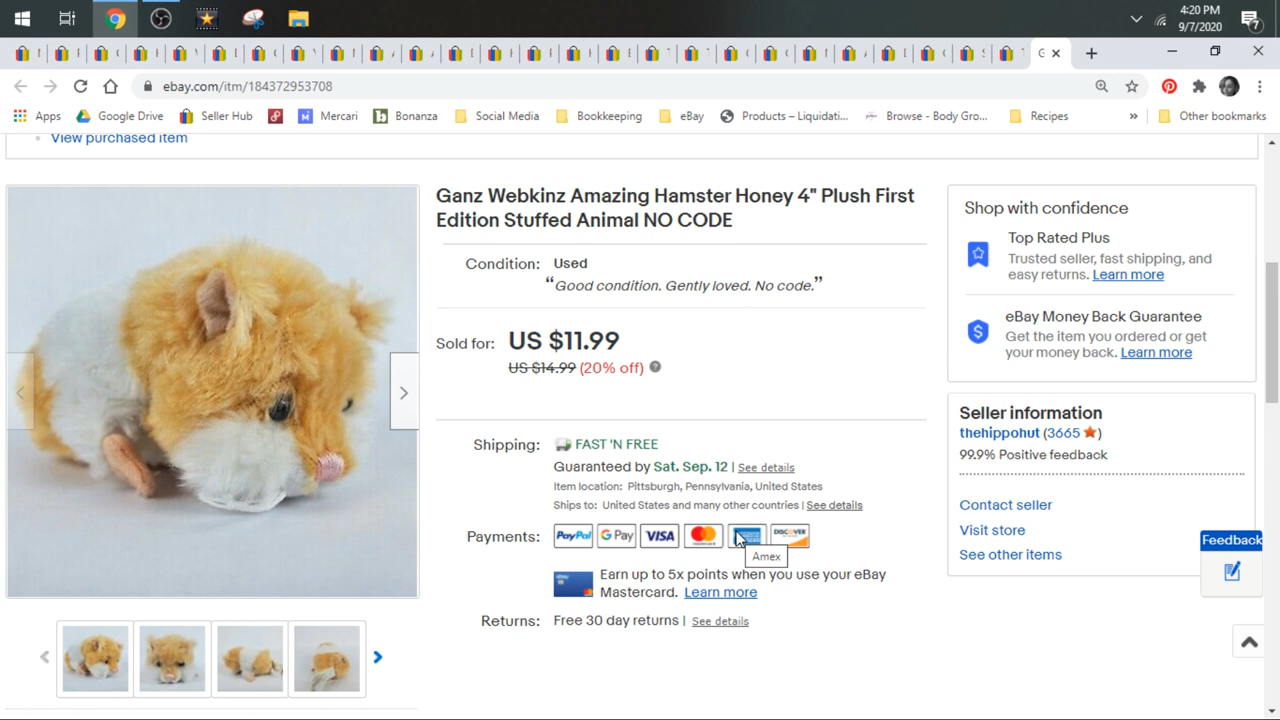 4:20 PM
9/7/2020
7
G
ebay.com/itm/184372953708
Apps
Google Drive
Seller Hub
Mercari
Bonanza
Social Media
Bookkeeping
eBay
Products – Liquidati...
Browse - Body Gro...
Recipes
»
Other bookmarks
View purchased item
Ganz Webkinz Amazing Hamster Honey 4" Plush First
Edition Stuffed Animal NO CODE
Condition: Used
“Good condition. Gently loved. No code.”
Sold for: US $11.99
US $14.99 (20% off)
Shipping: FAST 'N FREE
Guaranteed by Sat. Sep. 12 | See details
Item location: Pittsburgh, Pennsylvania, United States
Ships to: United States and many other countries | See details
Payments: PayPal G Pay VISA DISCOVER
Amex
Earn up to 5x points when you use your eBay
Mastercard. Learn more
Returns: Free 30 day returns | See details
Shop with confidence
Top Rated Plus
Trusted seller, fast shipping, and
easy returns. Learn more
eBay Money Back Guarantee
Get the item you ordered or get
your money back. Learn more
Seller information
thehippohut (3665)
99.9% Positive feedback
Contact seller
Visit store
See other items
Feedback